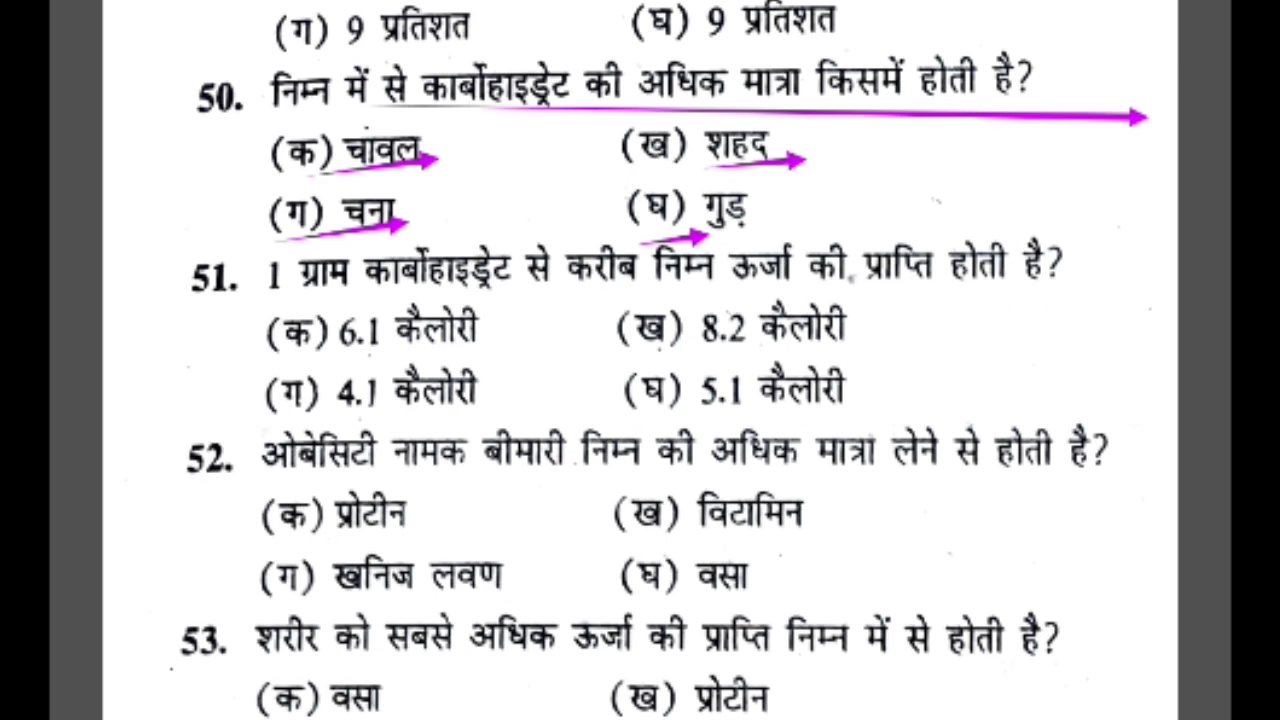 (ग) 9 प्रतिशत (घ) 9 प्रतिशत
50. निम्न में से कार्बोहाइड्रेट की अधिक मात्रा किसमें होती है?
(क) चावल (ख) शहद
(ग) चना (घ) गुड़
51. 1 ग्राम कार्बोहाइड्रेट से करीब निम्न ऊर्जा की प्राप्ति होती है?
(क) 6.1 कैलोरी (ख) 8.2 कैलोरी
(ग) 4.1 कैलोरी (घ) 5.1 कैलोरी
52. ओबेसिटी नामक बीमारी निम्न की अधिक मात्रा लेने से होती है?
(क) प्रोटीन (ख) विटामिन
(ग) खनिज लवण (घ) वसा
53. शरीर को सबसे अधिक ऊर्जा की प्राप्ति निम्न में से होती है?
(क) वसा (ख) प्रोटीन